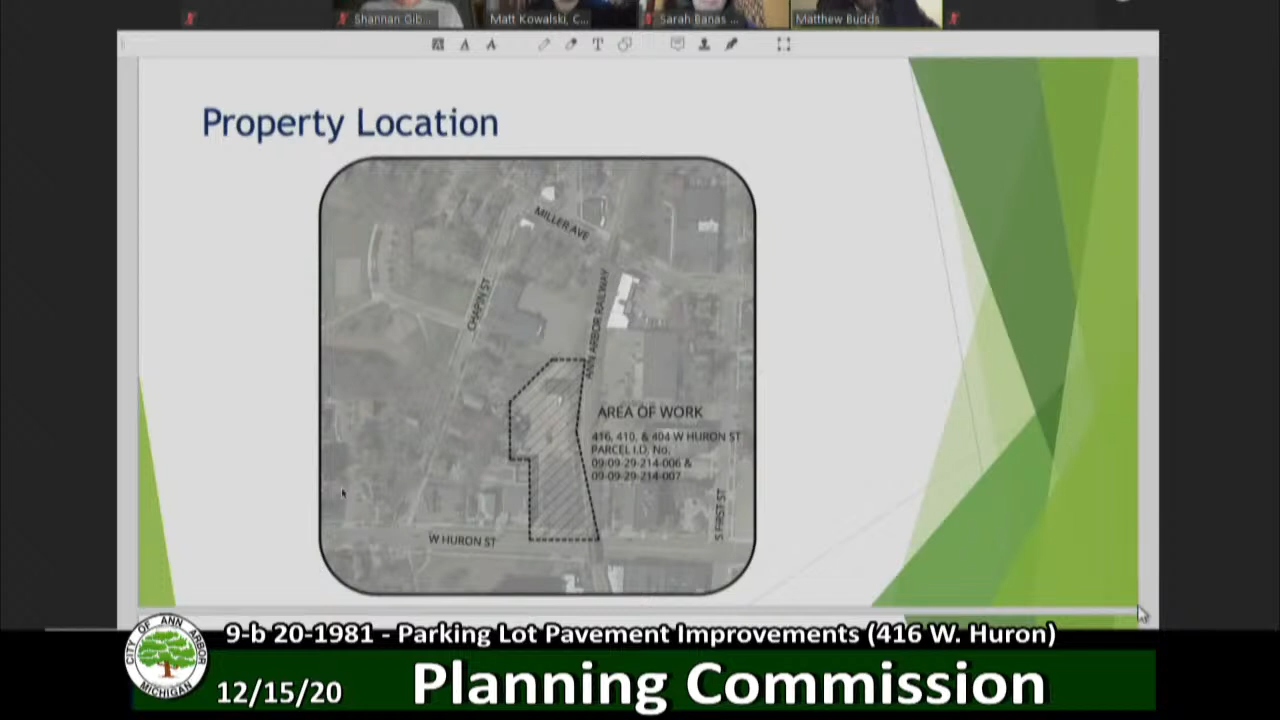 Shannan Gib...
Matt Kowalski, C...
Sarah Banas ...
Matthew Budds
Property Location
MILLER AVE
CHAPIN ST
ANN ARBOR RAILWAY
AREA OF WORK
416, 410, & 404 W HURON ST
PARCEL I.D. No.
09-09-29-214-006 &
09-09-29-214-007
S FIRST ST
W HURON ST
CITY OF ANN ARBOR
MICHIGAN
9-b 20-1981 - Parking Lot Pavement Improvements (416 W. Huron)
12/15/20
Planning Commission